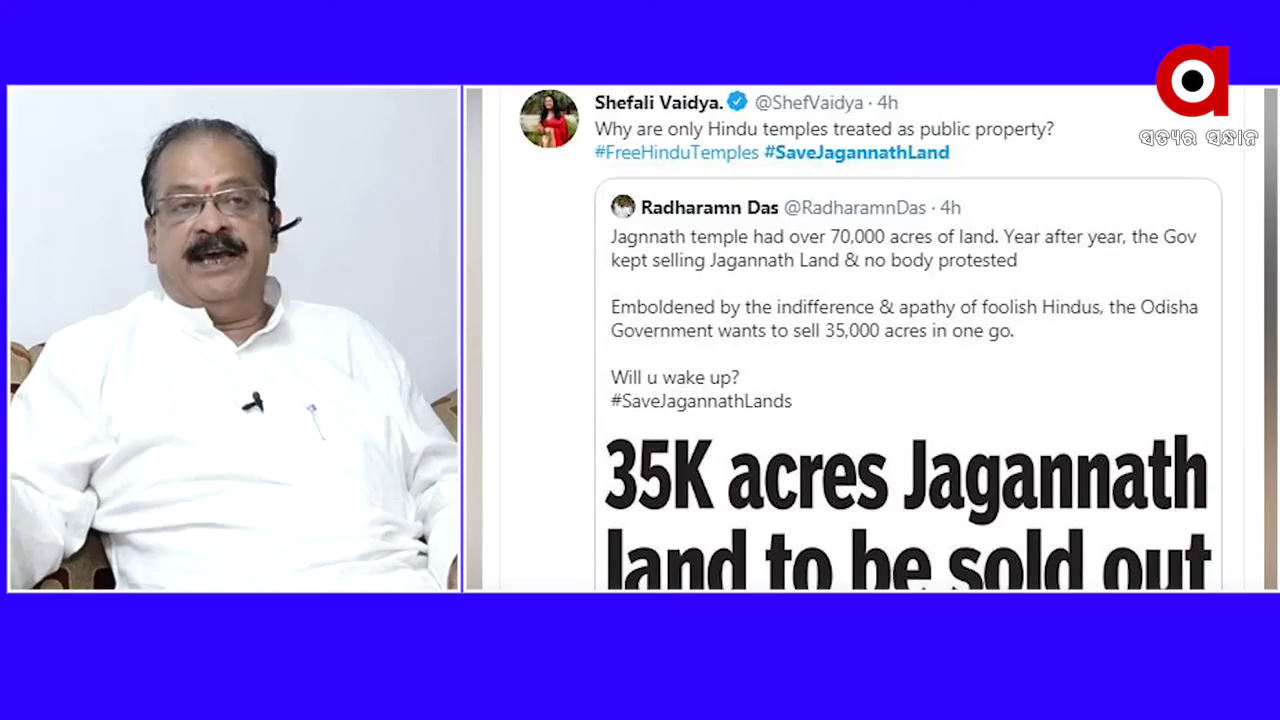 ସତ୍ୟର ସନ୍ଧାନ
Shefali Vaidya. @ShefVaidya · 4h
Why are only Hindu temples treated as public property?
#FreeHinduTemples #SaveJagannathLand
Radharamn Das @RadharamnDas · 4h
Jagnnath temple had over 70,000 acres of land. Year after year, the Gov
kept selling Jagannath Land & no body protested
Emboldened by the indifference & apathy of foolish Hindus, the Odisha
Government wants to sell 35,000 acres in one go.
Will u wake up?
#SaveJagannathLands
35K acres Jagannath
land to be sold out